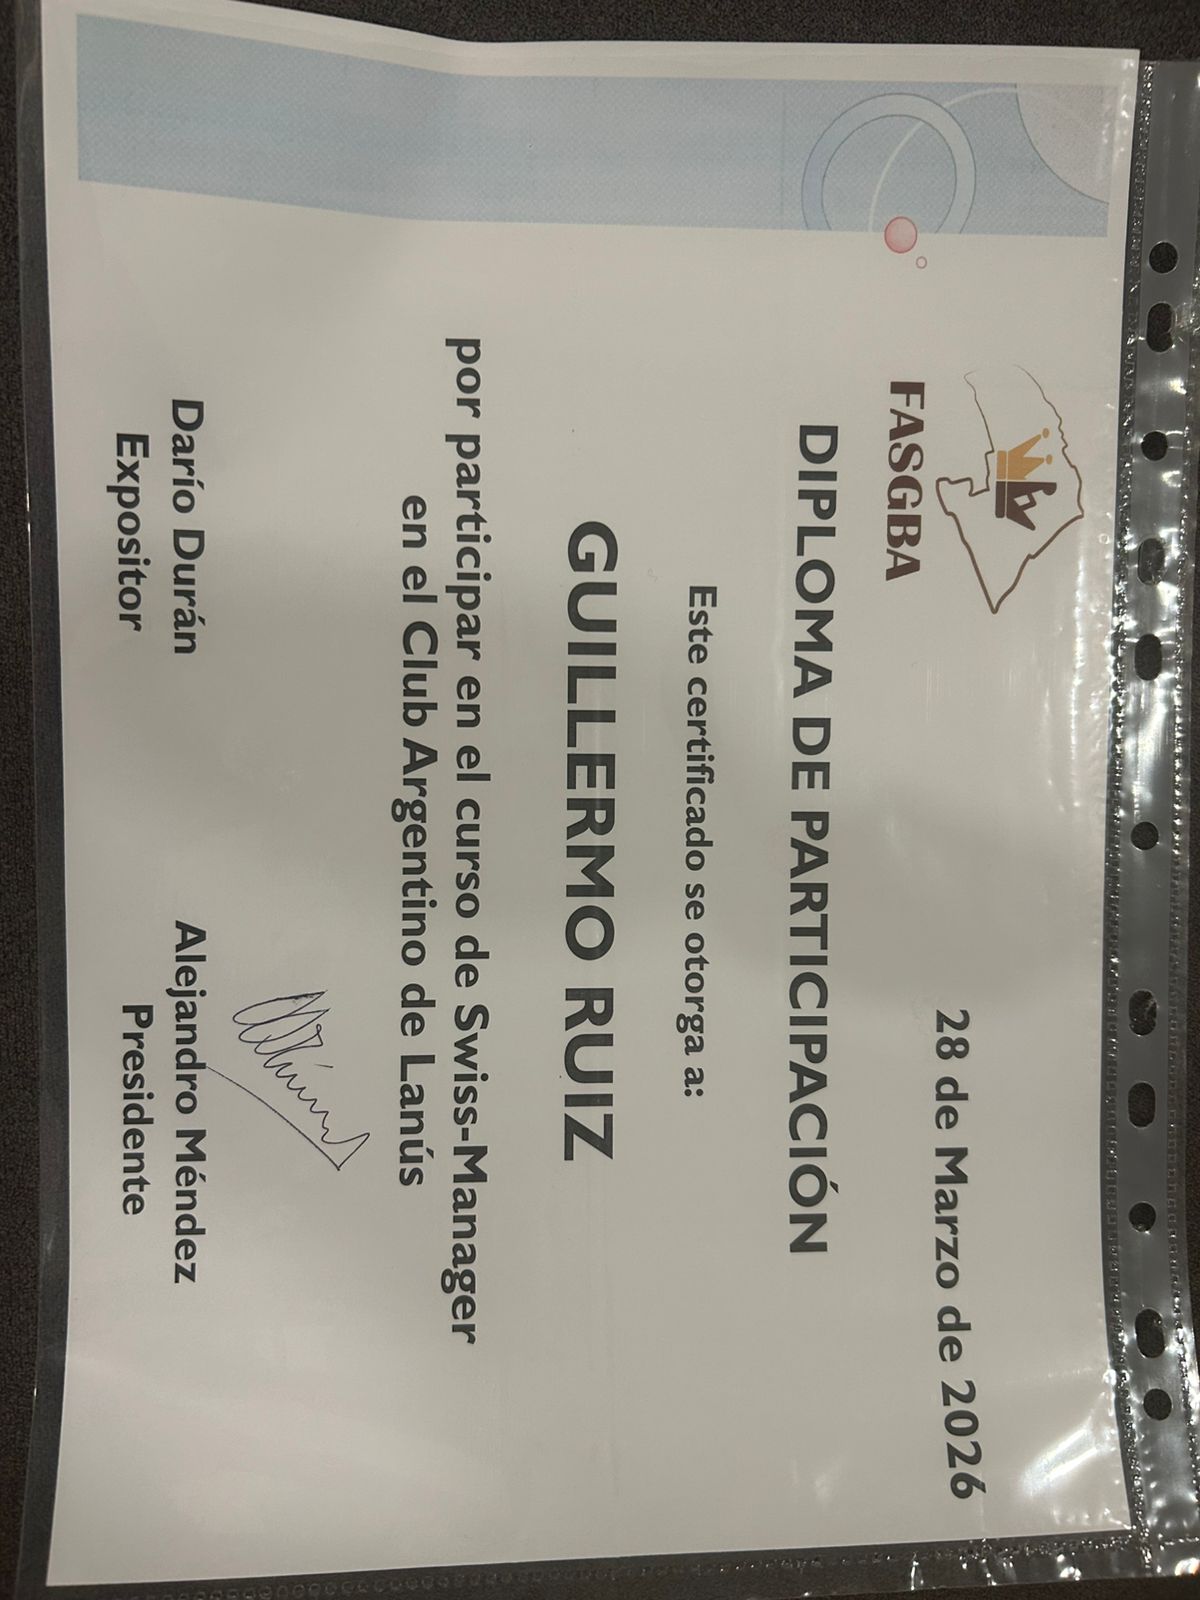 FASGBA
28 de Marzo de 2026
DIPLOMA DE PARTICIPACIÓN
Este certificado se otorga a:
GUILLERMO RUIZ
por participar en el curso de Swiss-Manager
en el Club Argentino de Lanús
Darío Durán
Expositor
Alejandro Méndez
Presidente